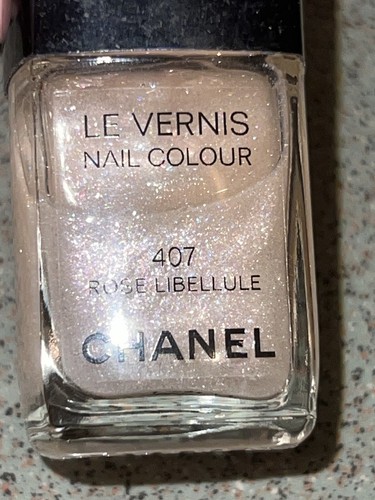 LE VERNIS
NAIL COLOUR
407
ROSE LIBELLULE
CHANEL